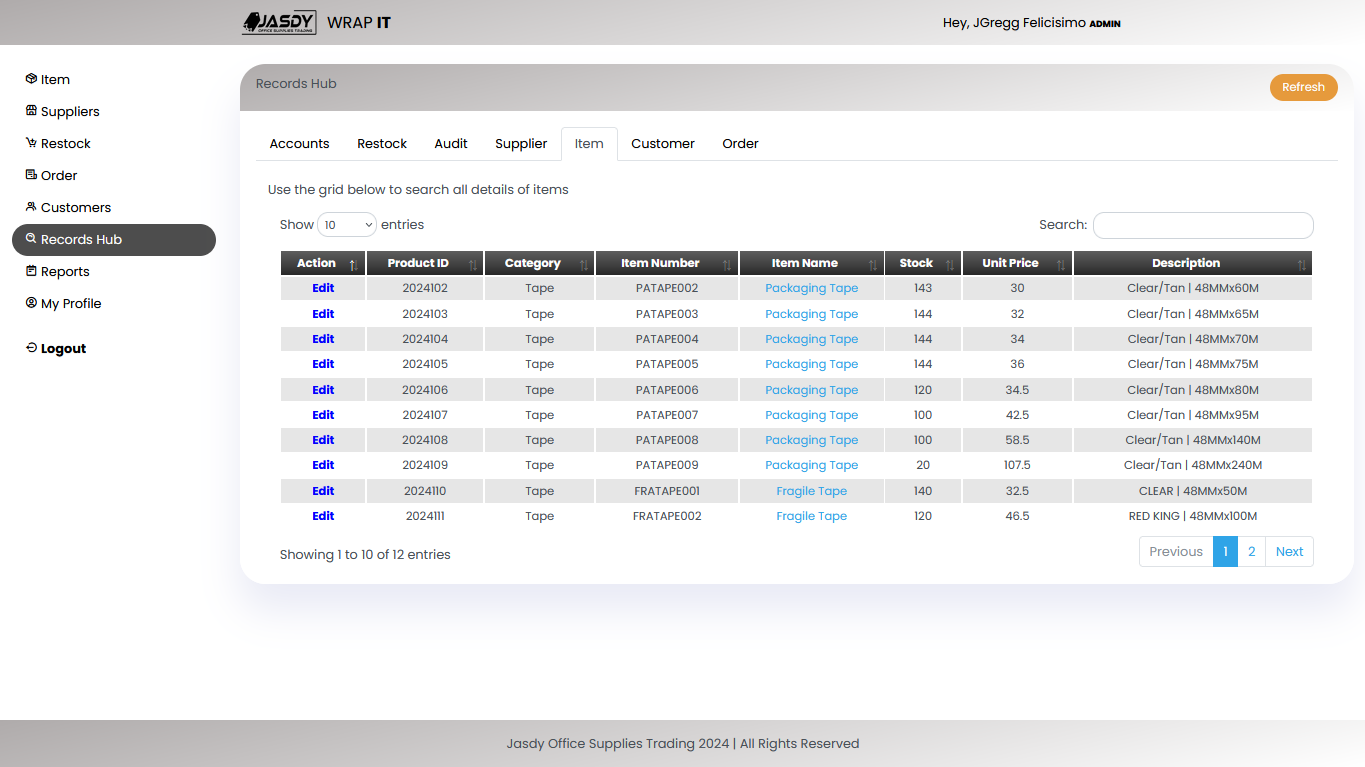 JASDY
OFFICE SUPPLIES TRADING
WRAP IT
Hey, JGregg Felicisimo ADMIN
Item
Suppliers
Restock
Order
Customers
Records Hub
Reports
My Profile
Logout
Records Hub
Refresh
Accounts Restock Audit Supplier Item Customer Order
Use the grid below to search all details of items
Show 10 entries Search:
Action Product ID Category Item Number Item Name Stock Unit Price Description
Edit 2024102 Tape PATAPE002 Packaging Tape 143 30 Clear/Tan | 48MMx60M
Edit 2024103 Tape PATAPE003 Packaging Tape 144 32 Clear/Tan | 48MMx65M
Edit 2024104 Tape PATAPE004 Packaging Tape 144 34 Clear/Tan | 48MMx70M
Edit 2024105 Tape PATAPE005 Packaging Tape 144 36 Clear/Tan | 48MMx75M
Edit 2024106 Tape PATAPE006 Packaging Tape 120 34.5 Clear/Tan | 48MMx80M
Edit 2024107 Tape PATAPE007 Packaging Tape 100 42.5 Clear/Tan | 48MMx95M
Edit 2024108 Tape PATAPE008 Packaging Tape 100 58.5 Clear/Tan | 48MMx140M
Edit 2024109 Tape PATAPE009 Packaging Tape 20 107.5 Clear/Tan | 48MMx240M
Edit 2024110 Tape FRATAPE001 Fragile Tape 140 32.5 CLEAR | 48MMx50M
Edit 2024111 Tape FRATAPE002 Fragile Tape 120 46.5 RED KING | 48MMx100M
Showing 1 to 10 of 12 entries
Previous 1 2 Next
Jasdy Office Supplies Trading 2024 | All Rights Reserved